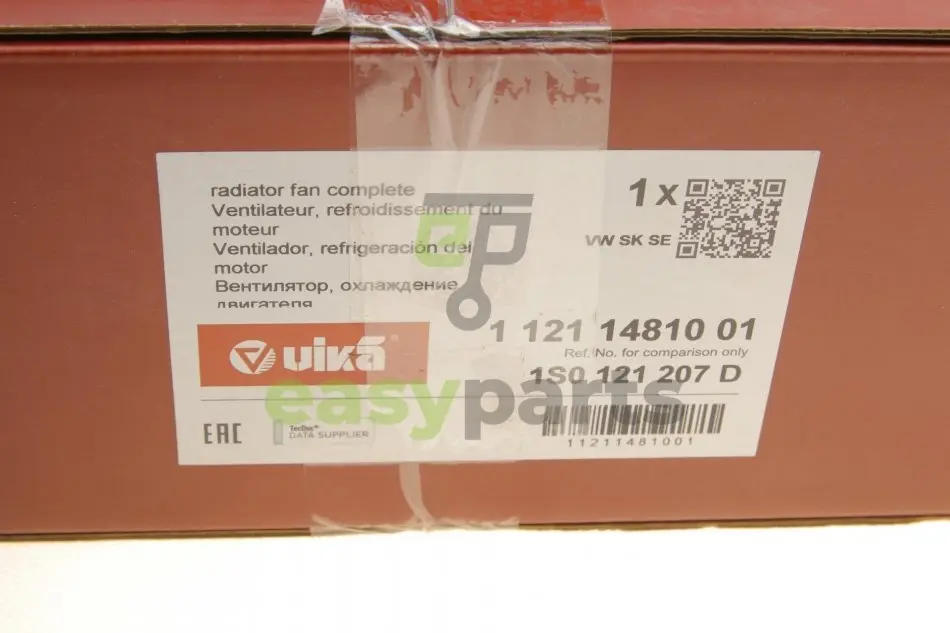 radiator fan complete
Ventilateur, refroidissement du
moteur
Ventilador, refrigeración del
motor
Вентилятор, охлаждение
двигателя
1 x
VW SK SE
vika
1 121 14810 01
Ref. No. for comparison only
1S0 121 207 D
easyparts
EAC
TecDoc®
DATA SUPPLIER
11211481001